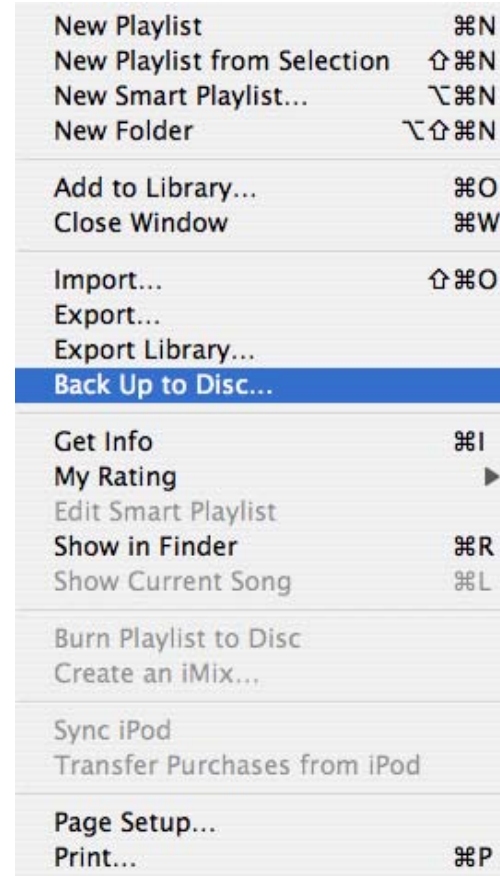 New Playlist ⌘N
New Playlist from Selection ⇧⌘N
New Smart Playlist... ⌥⌘N
New Folder ⌥⇧⌘N
Add to Library... ⌘O
Close Window ⌘W
Import... ⇧⌘O
Export...
Export Library...
Back Up to Disc...
Get Info ⌘I
My Rating ▶
Edit Smart Playlist
Show in Finder ⌘R
Show Current Song ⌘L
Burn Playlist to Disc
Create an iMix...
Sync iPod
Transfer Purchases from iPod
Page Setup...
Print... ⌘P